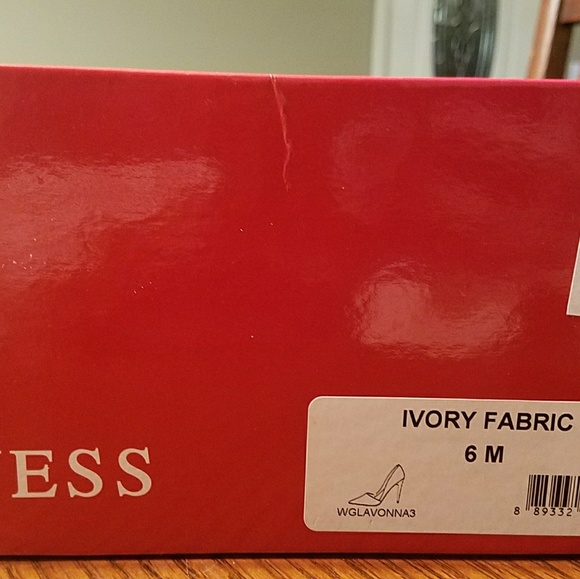 ESS
IVORY FABRIC
6 M
WGLAVONNA3
8 89332